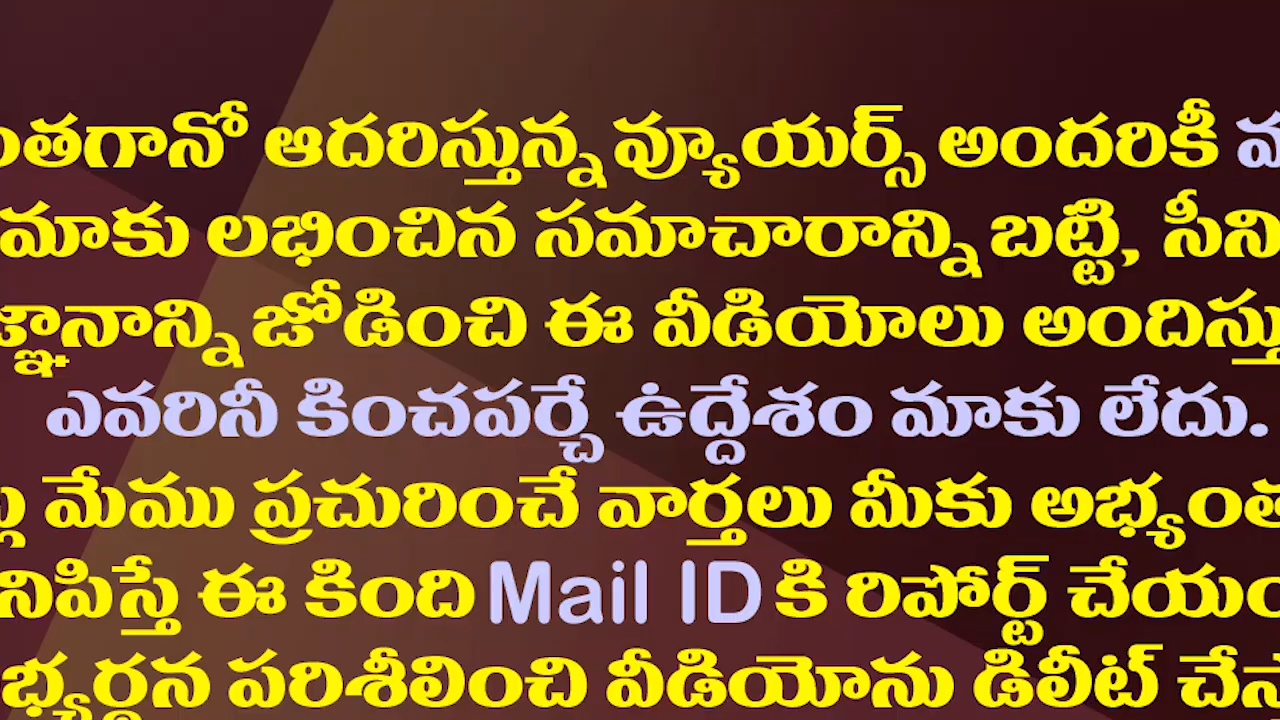 ంతగానో ఆదరిస్తున్న వ్యూయర్స్ అందరికీ
మాకు లభించిన సమాచారాన్ని బట్టి, సీని
జ్ఞానాన్ని జోడించి ఈ వీడియోలు అందిస్తు
ఎవరినీ కించపర్చే ఉద్దేశం మాకు లేదు.
మేము ప్రచురించే వార్తలు మీకు అభ్యంత
నిపిస్తే ఈ కింది Mail ID కి రిపోర్ట్ చేయం
భ్యర్థన పరిశీలించి వీడియోను డిలీట్ చేస